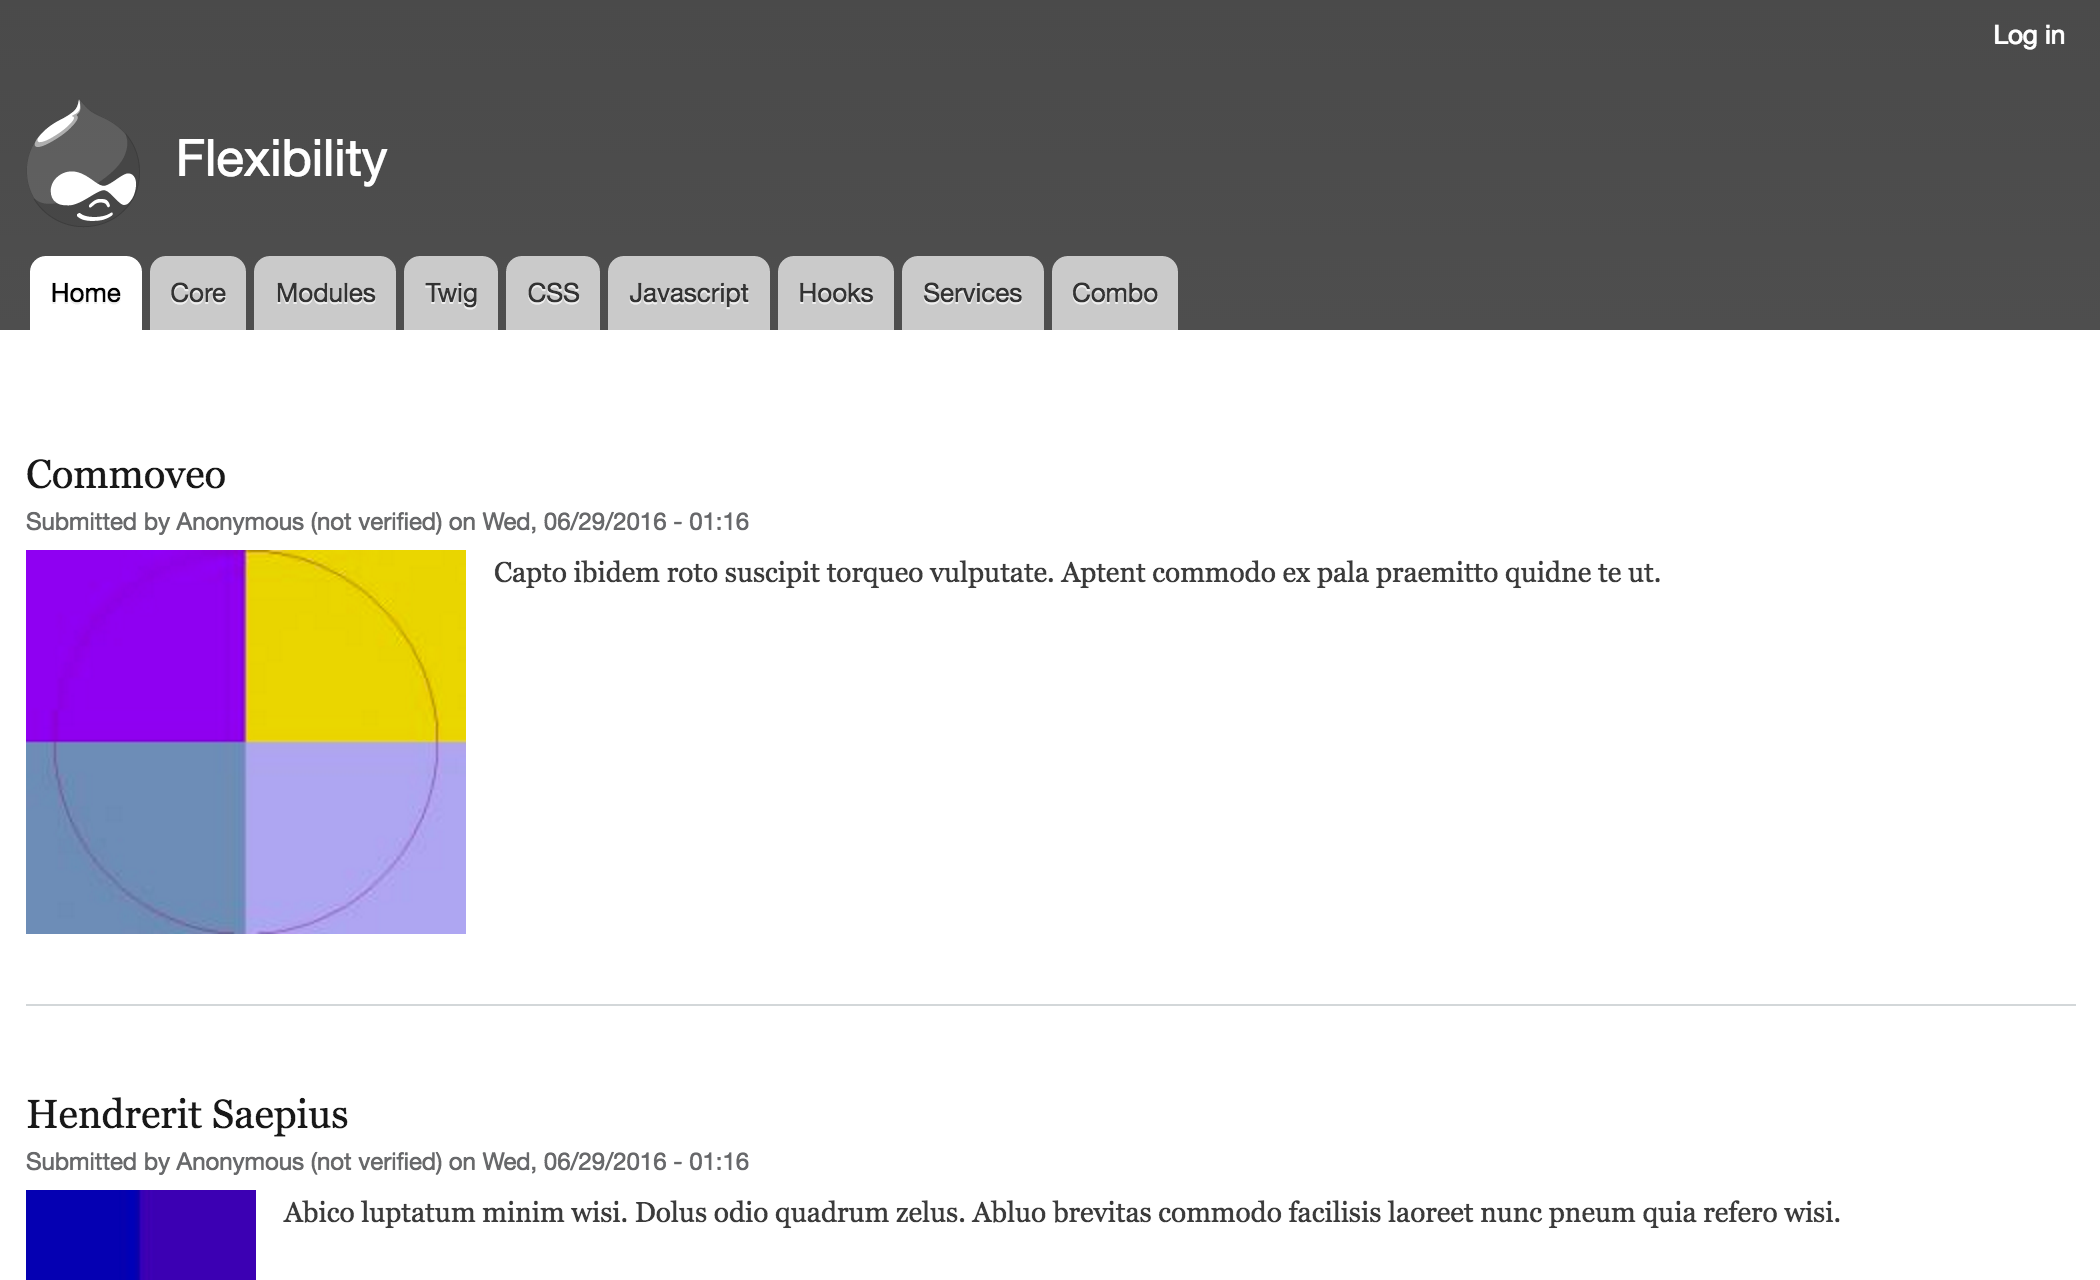 Log in
Flexibility
Home Core Modules Twig CSS Javascript Hooks Services Combo
Commoveo
Submitted by Anonymous (not verified) on Wed, 06/29/2016 - 01:16
Capto ibidem roto suscipit torqueo vulputate. Aptent commodo ex pala praemitto quidne te ut.
Hendrerit Saepius
Submitted by Anonymous (not verified) on Wed, 06/29/2016 - 01:16
Abico luptatum minim wisi. Dolus odio quadrum zelus. Abluo brevitas commodo facilisis laoreet nunc pneum quia refero wisi.